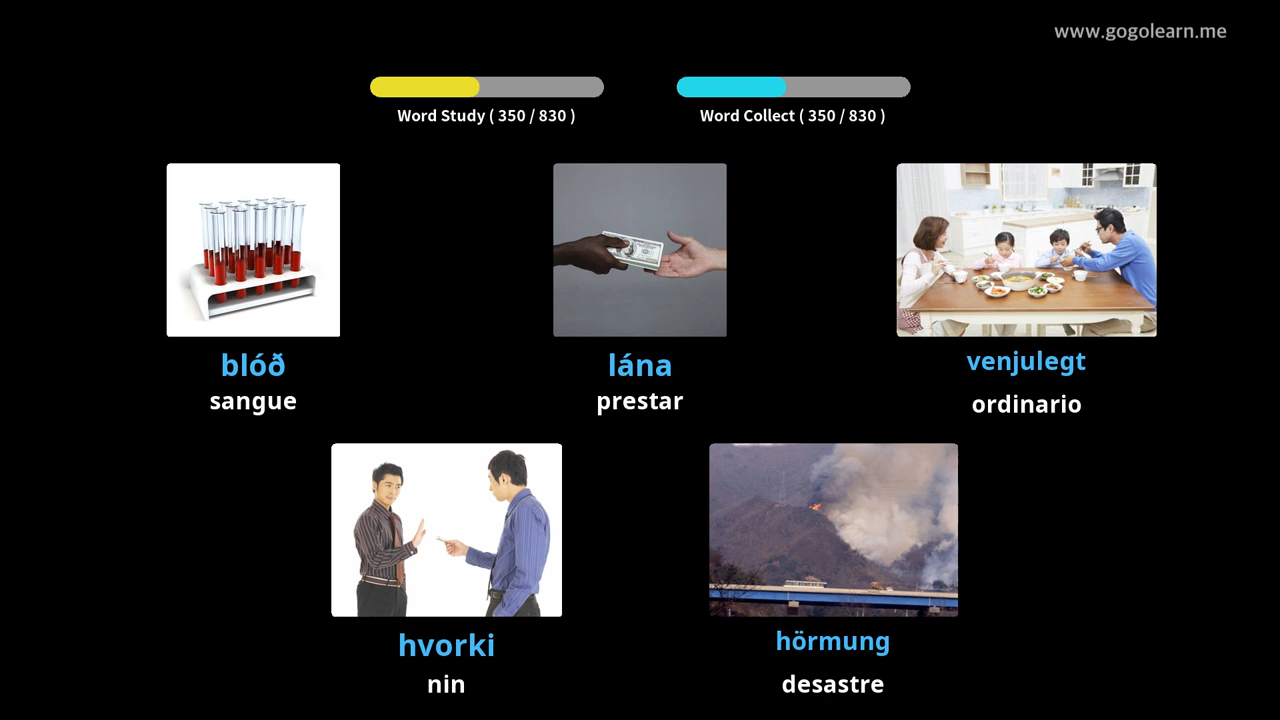 www.gogolearn.me
Word Study ( 350 / 830 )
Word Collect ( 350 / 830 )
blóð
sangue
lána
prestar
venjulegt
ordinario
hvorki
nin
hörmung
desastre